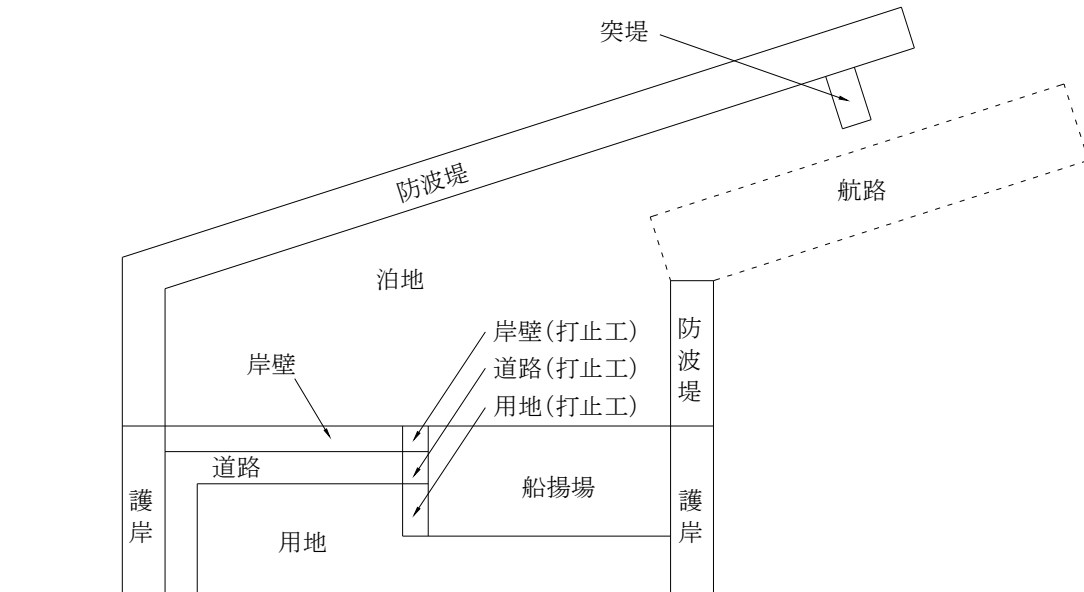 突堤
防波堤
航路
泊地
岸壁(打止工)
防波堤
岸壁
道路(打止工)
用地(打止工)
道路
船揚場
護岸
護岸
用地